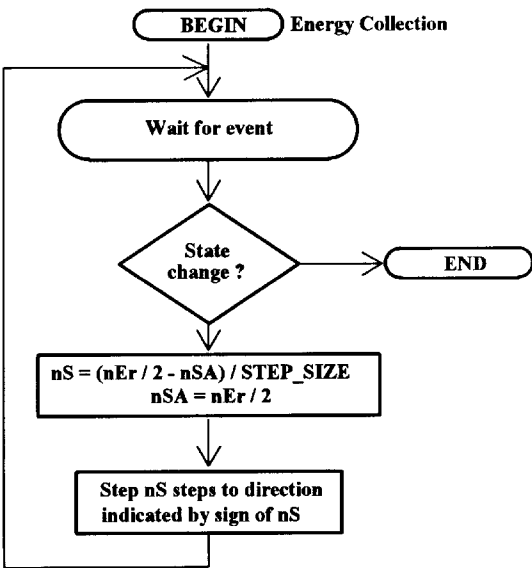 BEGIN Energy Collection
Wait for event
State
change ?
END
nS = (nEr / 2 - nSA) / STEP_SIZE
nSA = nEr / 2
Step nS steps to direction
indicated by sign of nS